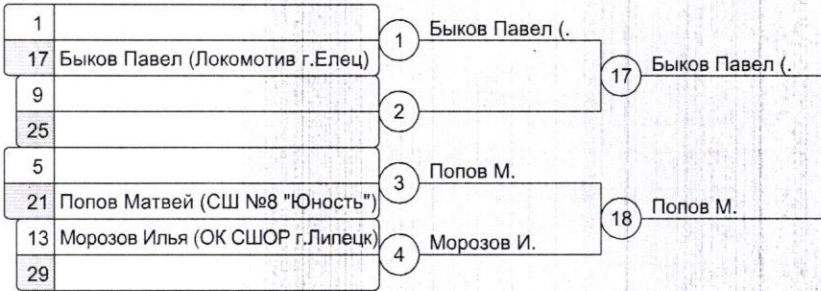 1
17 Быков Павел (Локомотив г.Елец)
1 Быков Павел (.
9
25
2
17 Быков Павел (.
5
21 Попов Матвей (СШ №8 "Юность")
3 Попов М.
13 Морозов Илья (ОК СШОР г.Липецк)
29
4 Морозов И.
18 Попов М.